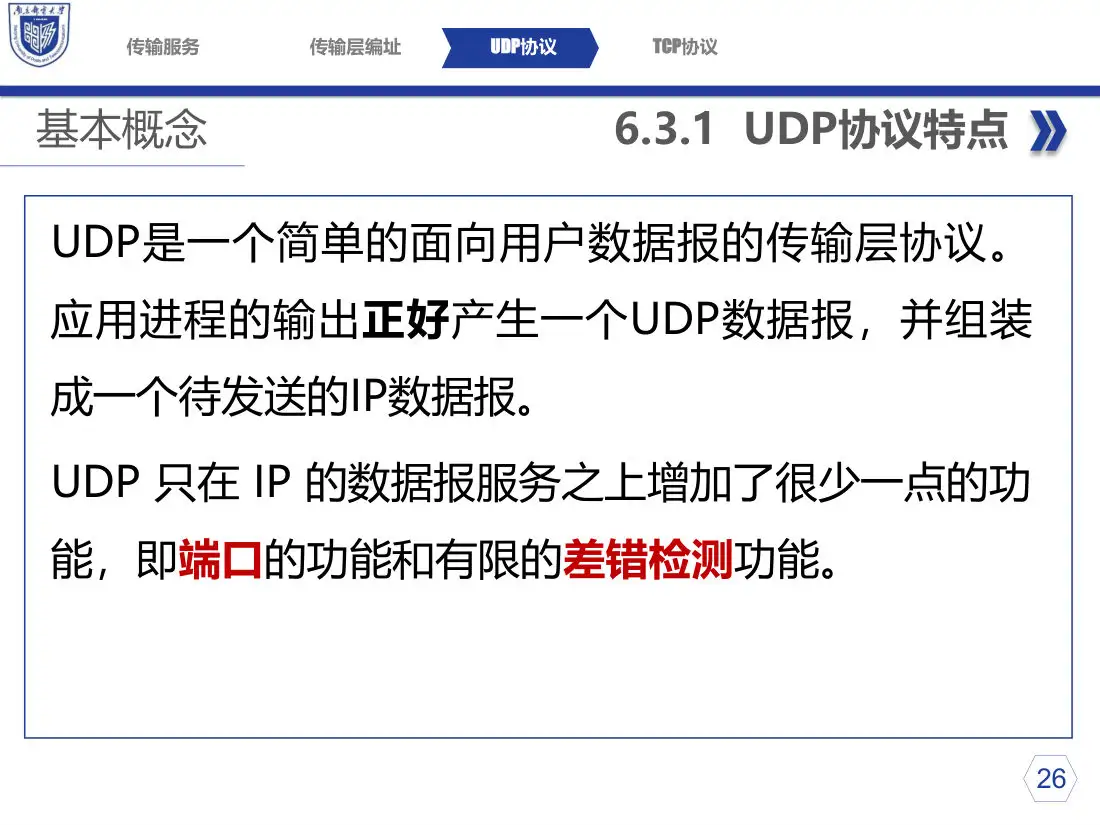 南京邮电大学
传输服务 传输层编址 UDP协议 TCP协议
基本概念
6.3.1 UDP协议特点
UDP是一个简单的面向用户数据报的传输层协议。
应用进程的输出正好产生一个UDP数据报，并组装
成一个待发送的IP数据报。
UDP 只在 IP 的数据报服务之上增加了很少一点的功
能，即端口的功能和有限的差错检测功能。
26